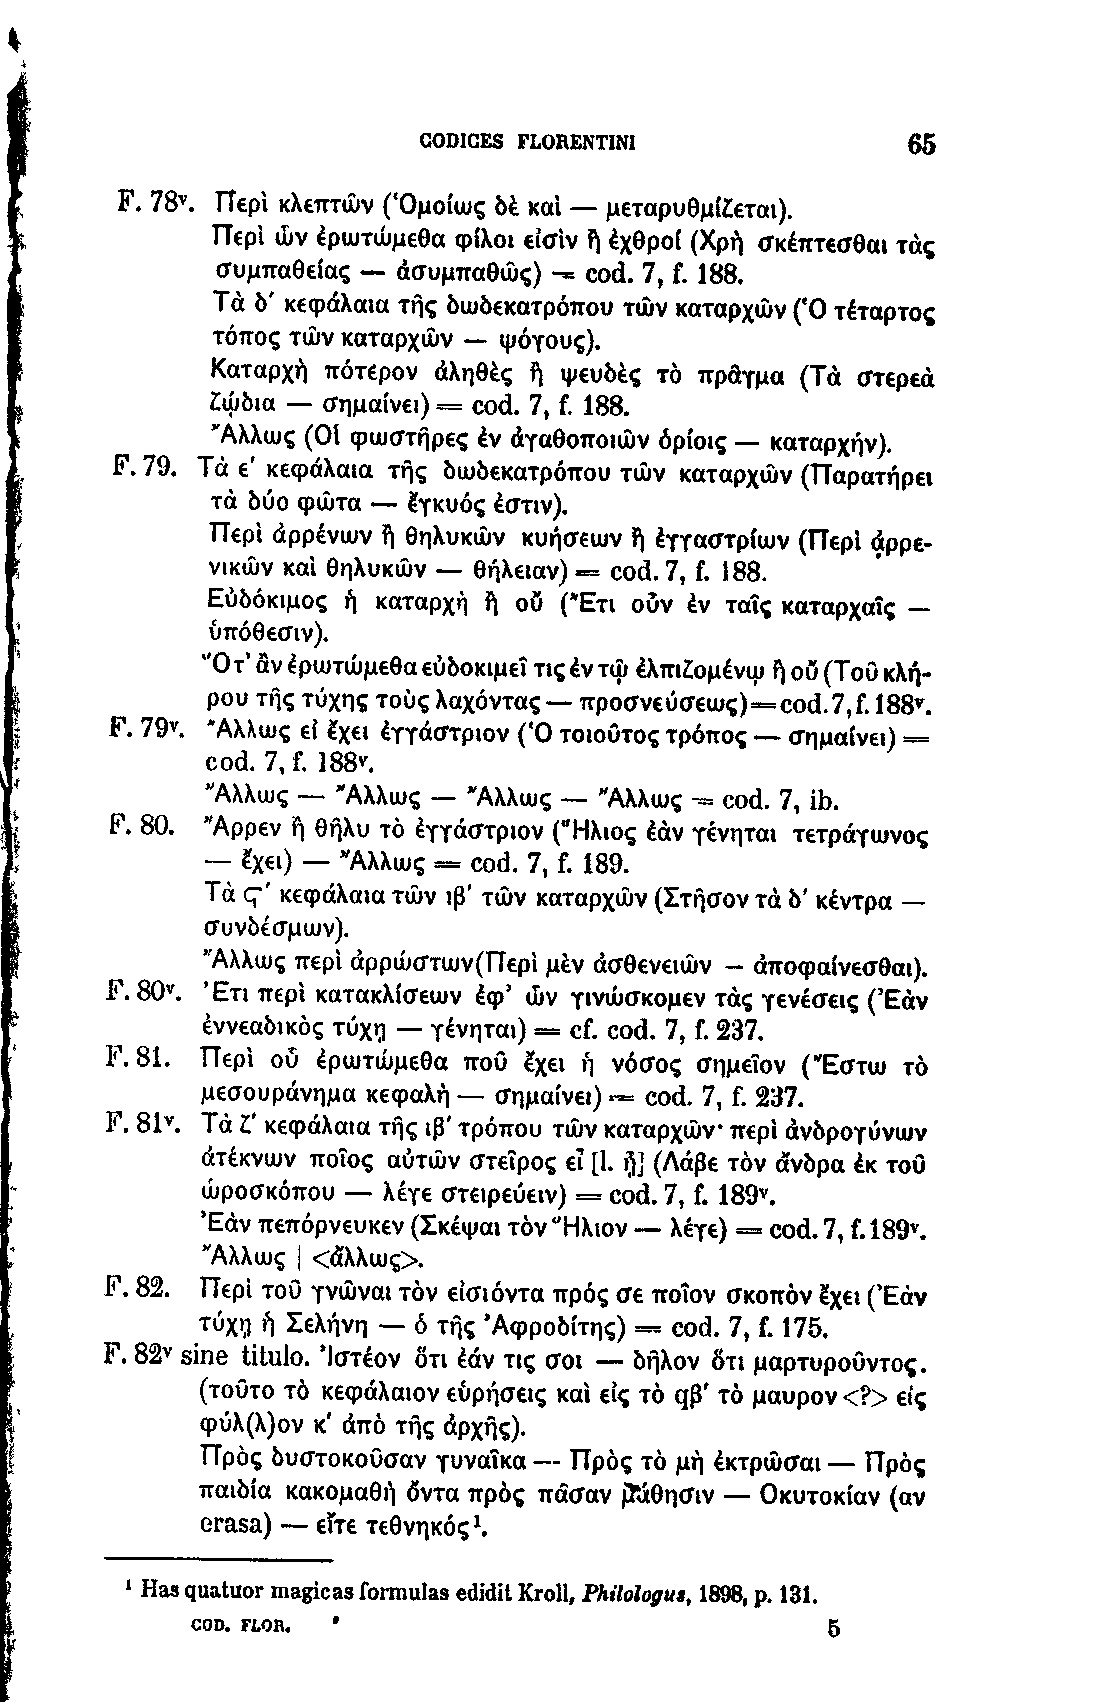 CODICES FLORENTINI 65
F. 78ᵛ. Περὶ κλεπτῶν (Ὁμοίως δὲ καὶ — μεταρυθμίζεται).
Περὶ ὧν ἐρωτώμεθα φίλοι εἰσὶν ἢ ἐχθροί (Χρὴ σκέπτεσθαι τὰς
συμπαθείας — ἀσυμπαθῶς) = cod. 7, f. 188.
Τὰ δ' κεφάλαια τῆς δωδεκατρόπου τῶν καταρχῶν (Ὁ τέταρτος
τόπος τῶν καταρχῶν — ψόγους).
Καταρχὴ πότερον ἀληθὲς ἢ ψευδὲς τὸ πρᾶγμα (Τὰ στερεὰ
ζῴδια — σημαίνει) = cod. 7, f. 188.
Ἄλλως (Οἱ φωστῆρες ἐν ἀγαθοποιῶν ὁρίοις — καταρχήν).
F. 79. Τὰ ε' κεφάλαια τῆς δωδεκατρόπου τῶν καταρχῶν (Παρατήρει
τὰ δύο φῶτα — ἔγκυός ἐστιν).
Περὶ ἀρρένων ἢ θηλυκῶν κυήσεων ἢ ἐγγαστρίων (Περὶ ἀρρε-
νικῶν καὶ θηλυκῶν — θήλειαν) = cod. 7, f. 188.
Εὐδόκιμος ἡ καταρχὴ ἢ οὔ (Ἔτι οὖν ἐν ταῖς καταρχαῖς —
ὑπόθεσιν).
Ὅτ' ἂν ἐρωτώμεθα εὐδοκιμεῖ τις ἐν τῷ ἐλπιζομένῳ ἢ οὔ (Τοῦ κλή-
ρου τῆς τύχης τοὺς λαχόντας — προσνεύσεως) = cod. 7, f. 188ᵛ.
F. 79ᵛ. Ἄλλως εἰ ἔχει ἐγγάστριον (Ὁ τοιοῦτος τρόπος — σημαίνει) =
cod. 7, f. 188ᵛ.
Ἄλλως — Ἄλλως — Ἄλλως — Ἄλλως = cod. 7, ib.
F. 80. Ἄρρεν ἢ θῆλυ τὸ ἐγγάστριον (Ἥλιος ἐὰν γένηται τετράγωνος
— ἔχει) — Ἄλλως = cod. 7, f. 189.
Τὰ ϛ' κεφάλαια τῶν ιβ' τῶν καταρχῶν (Στῆσον τὰ δ' κέντρα —
συνδέσμων).
Ἄλλως περὶ ἀρρώστων (Περὶ μὲν ἀσθενειῶν — ἀποφαίνεσθαι).
F. 80ᵛ. Ἔτι περὶ κατακλίσεων ἐφ' ὧν γινώσκομεν τὰς γενέσεις (Ἐὰν
ἐννεαδικὸς τύχῃ — γένηται) = cf. cod. 7, f. 237.
F. 81. Περὶ οὗ ἐρωτώμεθα ποῦ ἔχει ἡ νόσος σημεῖον (Ἔστω τὸ
μεσουράνημα κεφαλὴ — σημαίνει) = cod. 7, f. 237.
F. 81ᵛ. Τὰ ζ' κεφάλαια τῆς ιβ' τρόπου τῶν καταρχῶν· περὶ ἀνδρογύνων
ἀτέκνων ποῖος αὐτῶν στεῖρος εἶ [l. ᾖ] (Λάβε τὸν ἄνδρα ἐκ τοῦ
ὡροσκόπου — λέγε στειρεύειν) = cod. 7, f. 189ᵛ.
Ἐὰν πεπόρνευκεν (Σκέψαι τὸν Ἥλιον — λέγε) = cod. 7, f. 189ᵛ.
Ἄλλως | <ἄλλως>.
F. 82. Περὶ τοῦ γνῶναι τὸν εἰσιόντα πρός σε ποῖον σκοπὸν ἔχει (Ἐὰν
τύχῃ ἡ Σελήνη — ὁ τῆς Ἀφροδίτης) = cod. 7, f. 175.
F. 82ᵛ sine titulo. Ἰστέον ὅτι ἐάν τις σοι — δῆλον ὅτι μαρτυροῦντος.
(τοῦτο τὸ κεφάλαιον εὑρήσεις καὶ εἰς τὸ qβ' τὸ μαυρον <?> εἰς
φύλ(λ)ον κ' ἀπὸ τῆς ἀρχῆς).
Πρὸς δυστοκοῦσαν γυναῖκα — Πρὸς τὸ μὴ ἐκτρῶσαι — Πρὸς
παιδία κακομαθῆ ὄντα πρὸς πᾶσαν μάθησιν — Οκυτοκίαν (αν
erasa) — εἴτε τεθνηκός¹.
¹ Has quatuor magicas formulas edidit Kroll, Philologus, 1898, p. 131.
COD. FLOR. 5